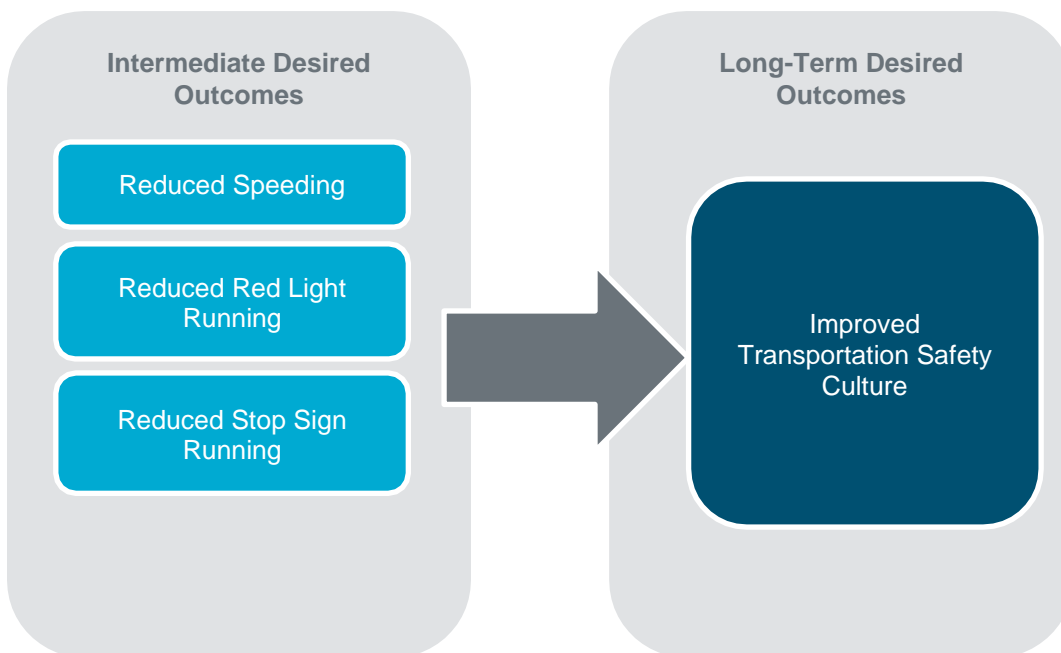 Intermediate Desired
Outcomes
Reduced Speeding
Reduced Red Light
Running
Reduced Stop Sign
Running
Long-Term Desired
Outcomes
Improved
Transportation Safety
Culture